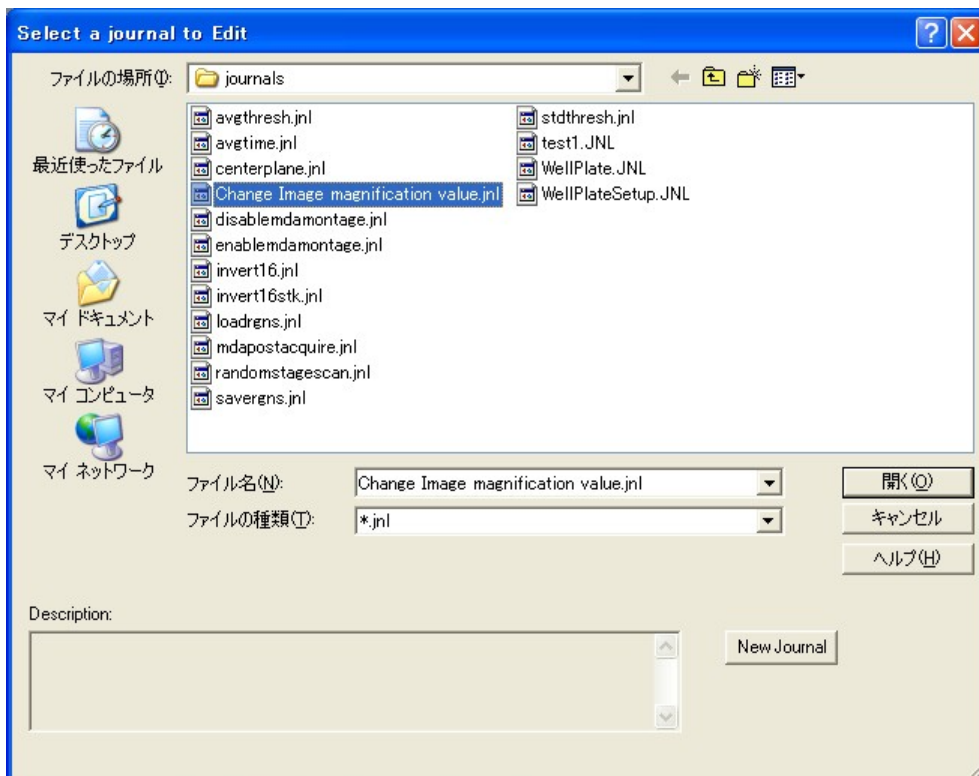 Select a journal to Edit
ファイルの場所(I):
journals
最近使ったファイル
デスクトップ
マイ ドキュメント
マイ コンピュータ
マイ ネットワーク
avgthresh.jnl
avgtime.jnl
centerplane.jnl
Change Image magnification value.jnl
disablemdamontage.jnl
enablemdamontage.jnl
invert16.jnl
invert16stk.jnl
loadrgns.jnl
mdapostacquire.jnl
randomstagescan.jnl
savergns.jnl
stdthresh.jnl
test1.JNL
WellPlate.JNL
WellPlateSetup.JNL
ファイル名(N):
Change Image magnification value.jnl
開く(O)
ファイルの種類(T):
*.jnl
キャンセル
ヘルプ(H)
Description:
New Journal